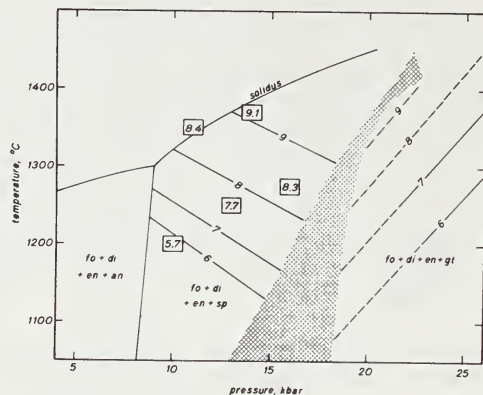 1400
1300
1200
1100
temperature, °C
solidus
9.1
8.4
9
9
8.3
8
8
7.7
7
7
5.7
6
6
fo + di
+ en + an
fo + di
+ en + sp
fo + di + en + gt
5
10
15
20
25
pressure, kbar